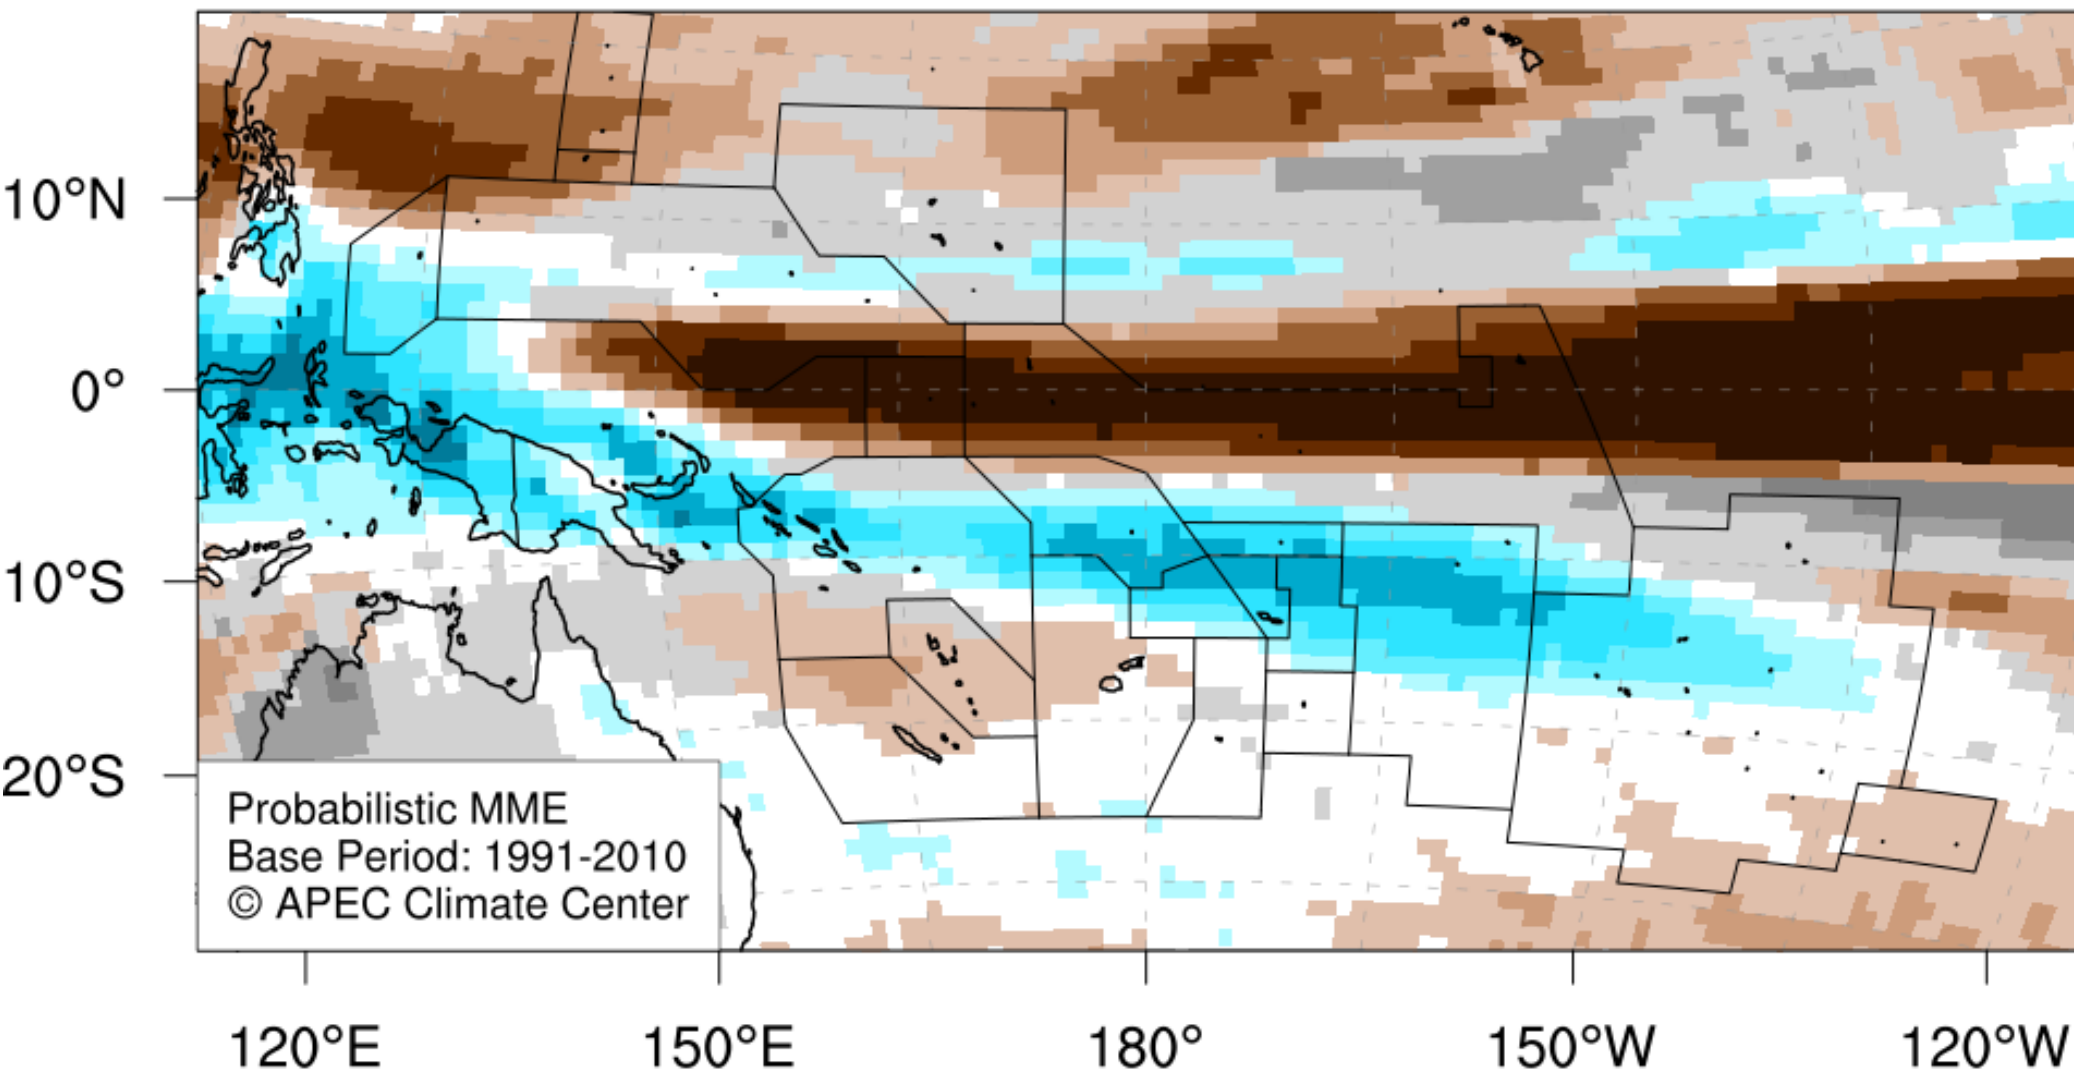 10°N
0°
10°S
20°S
Probabilistic MME
Base Period: 1991-2010
© APEC Climate Center
120°E 150°E 180° 150°W 120°W